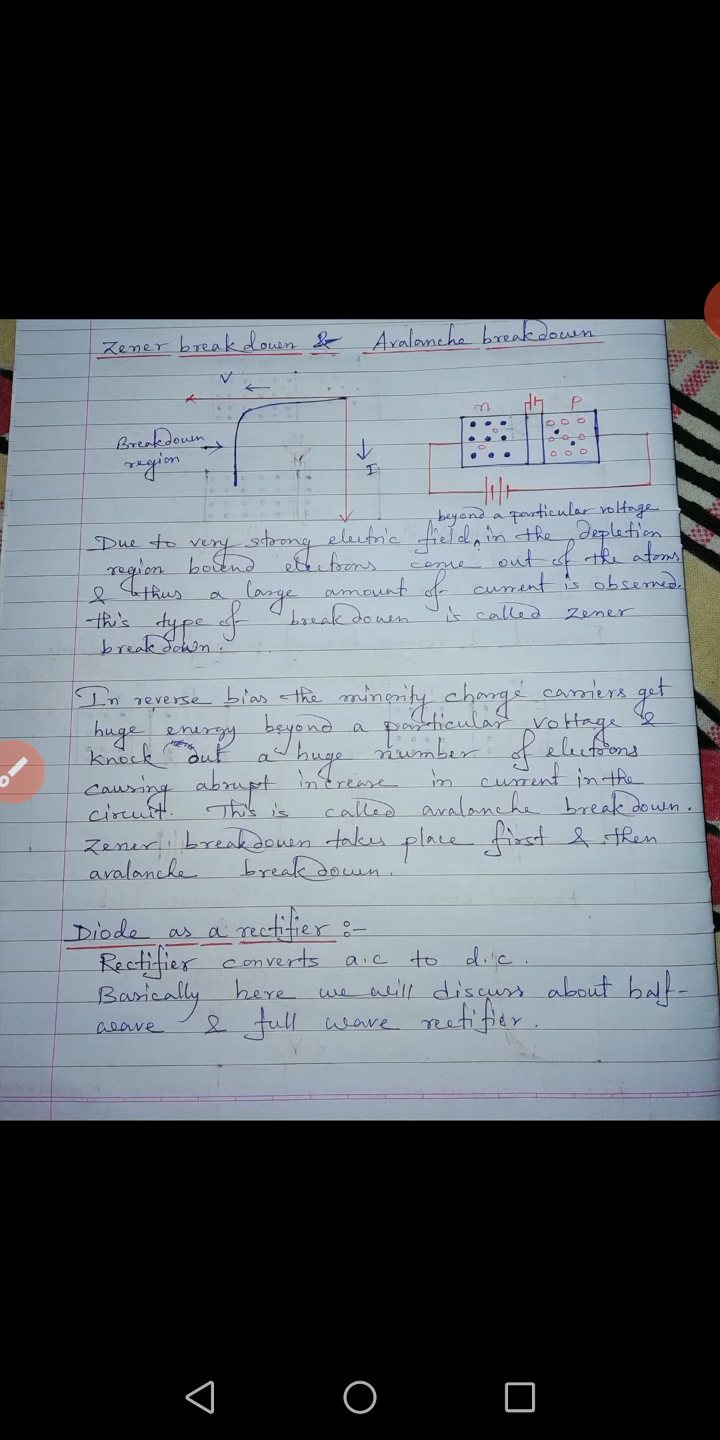 Zener breakdown & Avalanche breakdown
V
n
P
Breakdown
region
I
beyond a particular voltage
Due to very strong electric field ^ in the depletion
region bound electrons come out of the atoms
& thus a large amount of current is observed.
this type of breakdown is called zener
breakdown.
In reverse bias the minority charge carriers get
huge energy beyond a particular voltage &
knock out a huge number of electrons
causing abrupt increase in current in the
circuit. This is called avalanche breakdown.
Zener breakdown takes place first & then
avalanche breakdown.
Diode as a rectifier :-
Rectifier converts a.c to d.c.
Basically here we will discuss about half-
wave & full wave rectifier.